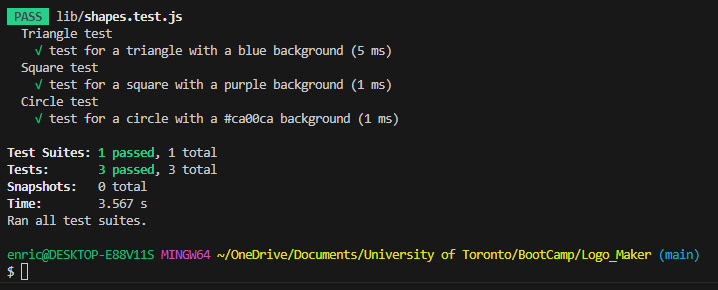 PASS lib/shapes.test.js
Triangle test
√ test for a triangle with a blue background (5 ms)
Square test
√ test for a square with a purple background (1 ms)
Circle test
√ test for a circle with a #ca00ca background (1 ms)
Test Suites: 1 passed, 1 total
Tests: 3 passed, 3 total
Snapshots: 0 total
Time: 3.567 s
Ran all test suites.
enric@DESKTOP-E88V11S MINGW64 ~/OneDrive/Documents/University of Toronto/BootCamp/Logo_Maker (main)
$